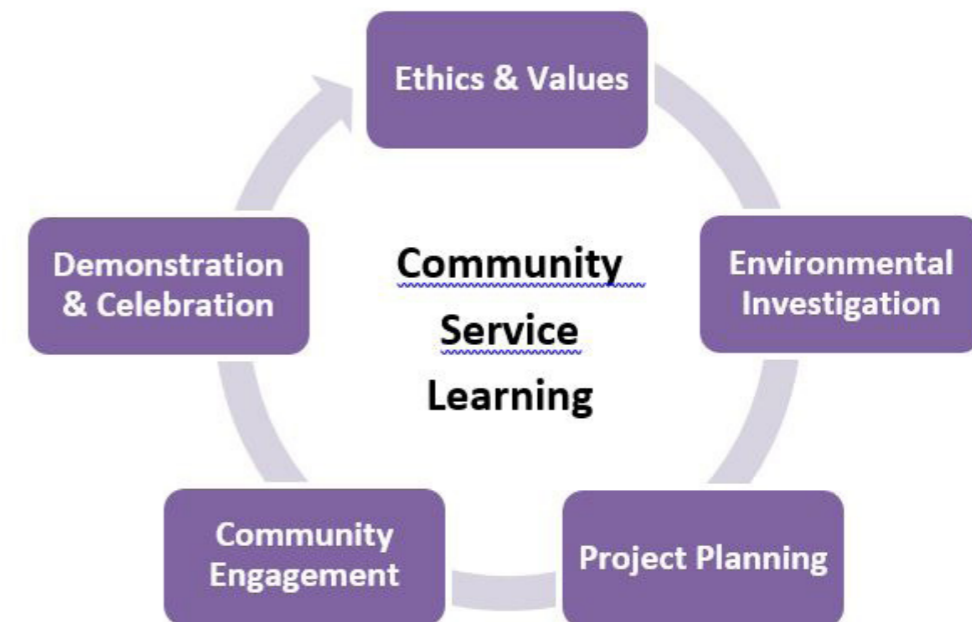 Ethics & Values
Environmental
Investigation
Project Planning
Community
Engagement
Demonstration
& Celebration
Community
Service
Learning